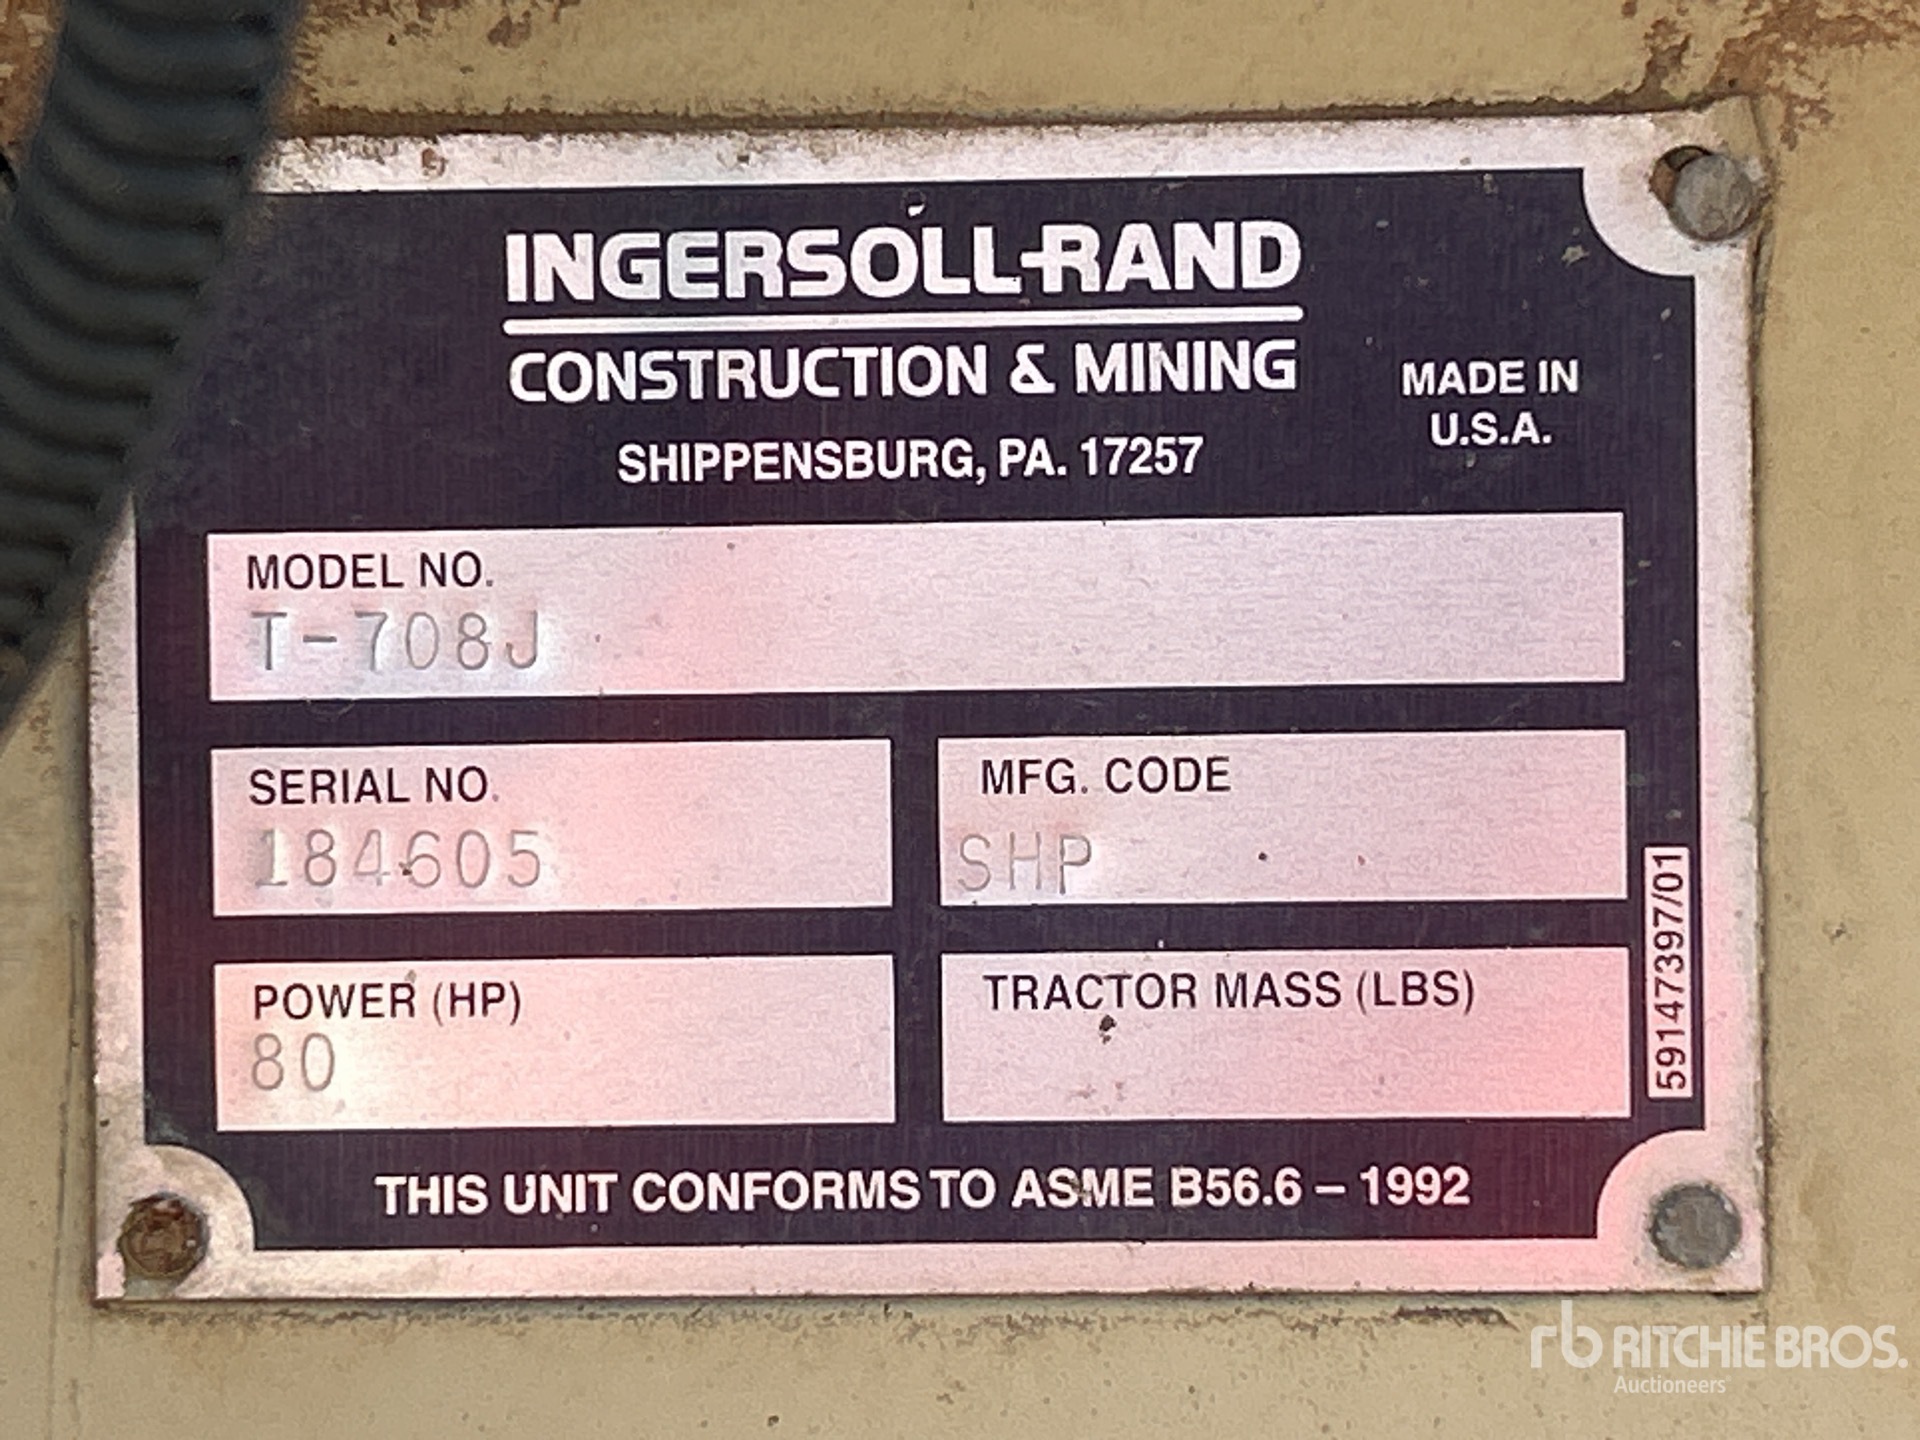 INGERSOLL-RAND
CONSTRUCTION & MINING
MADE IN
U.S.A.
SHIPPENSBURG, PA. 17257
MODEL NO.
T-708J
SERIAL NO.
184605
MFG. CODE
SHP
POWER (HP)
80
TRACTOR MASS (LBS)
59147397/01
THIS UNIT CONFORMS TO ASME B56.6 – 1992
rb RITCHIE BROS.
Auctioneers